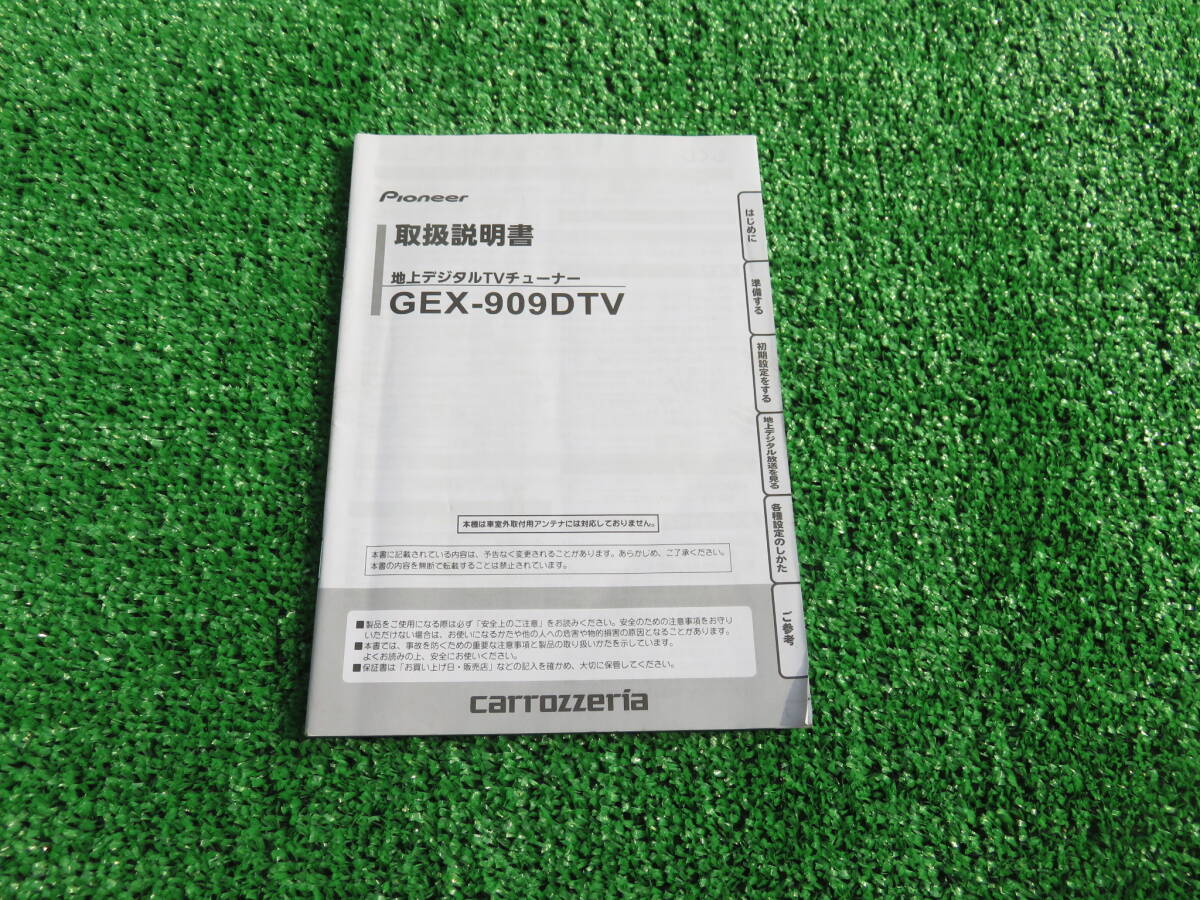 Pioneer
取扱説明書
地上デジタルTVチューナー
GEX-909DTV
はじめに
準備する
初期設定をする
地上デジタル放送を見る
各種設定のしかた
ご参考
本機は車室外取付用アンテナには対応しておりません。
本書に記載されている内容は、予告なく変更されることがあります。あらかじめ、ご了承ください。
本書の内容を無断で転載することは禁止されています。
■製品をご使用になる際は必ず「安全上のご注意」をお読みください。安全のための注意事項をお守り
いただけない場合は、お使いになるかたや他の人への危害や物的損害の原因となることがあります。
■本書では、事故を防ぐための重要な注意事項と製品の取り扱いかたを示しています。
よくお読みの上、安全にお使いください。
■保証書は「お買い上げ日・販売店」などの記入を確かめ、大切に保管してください。
carrozzeria